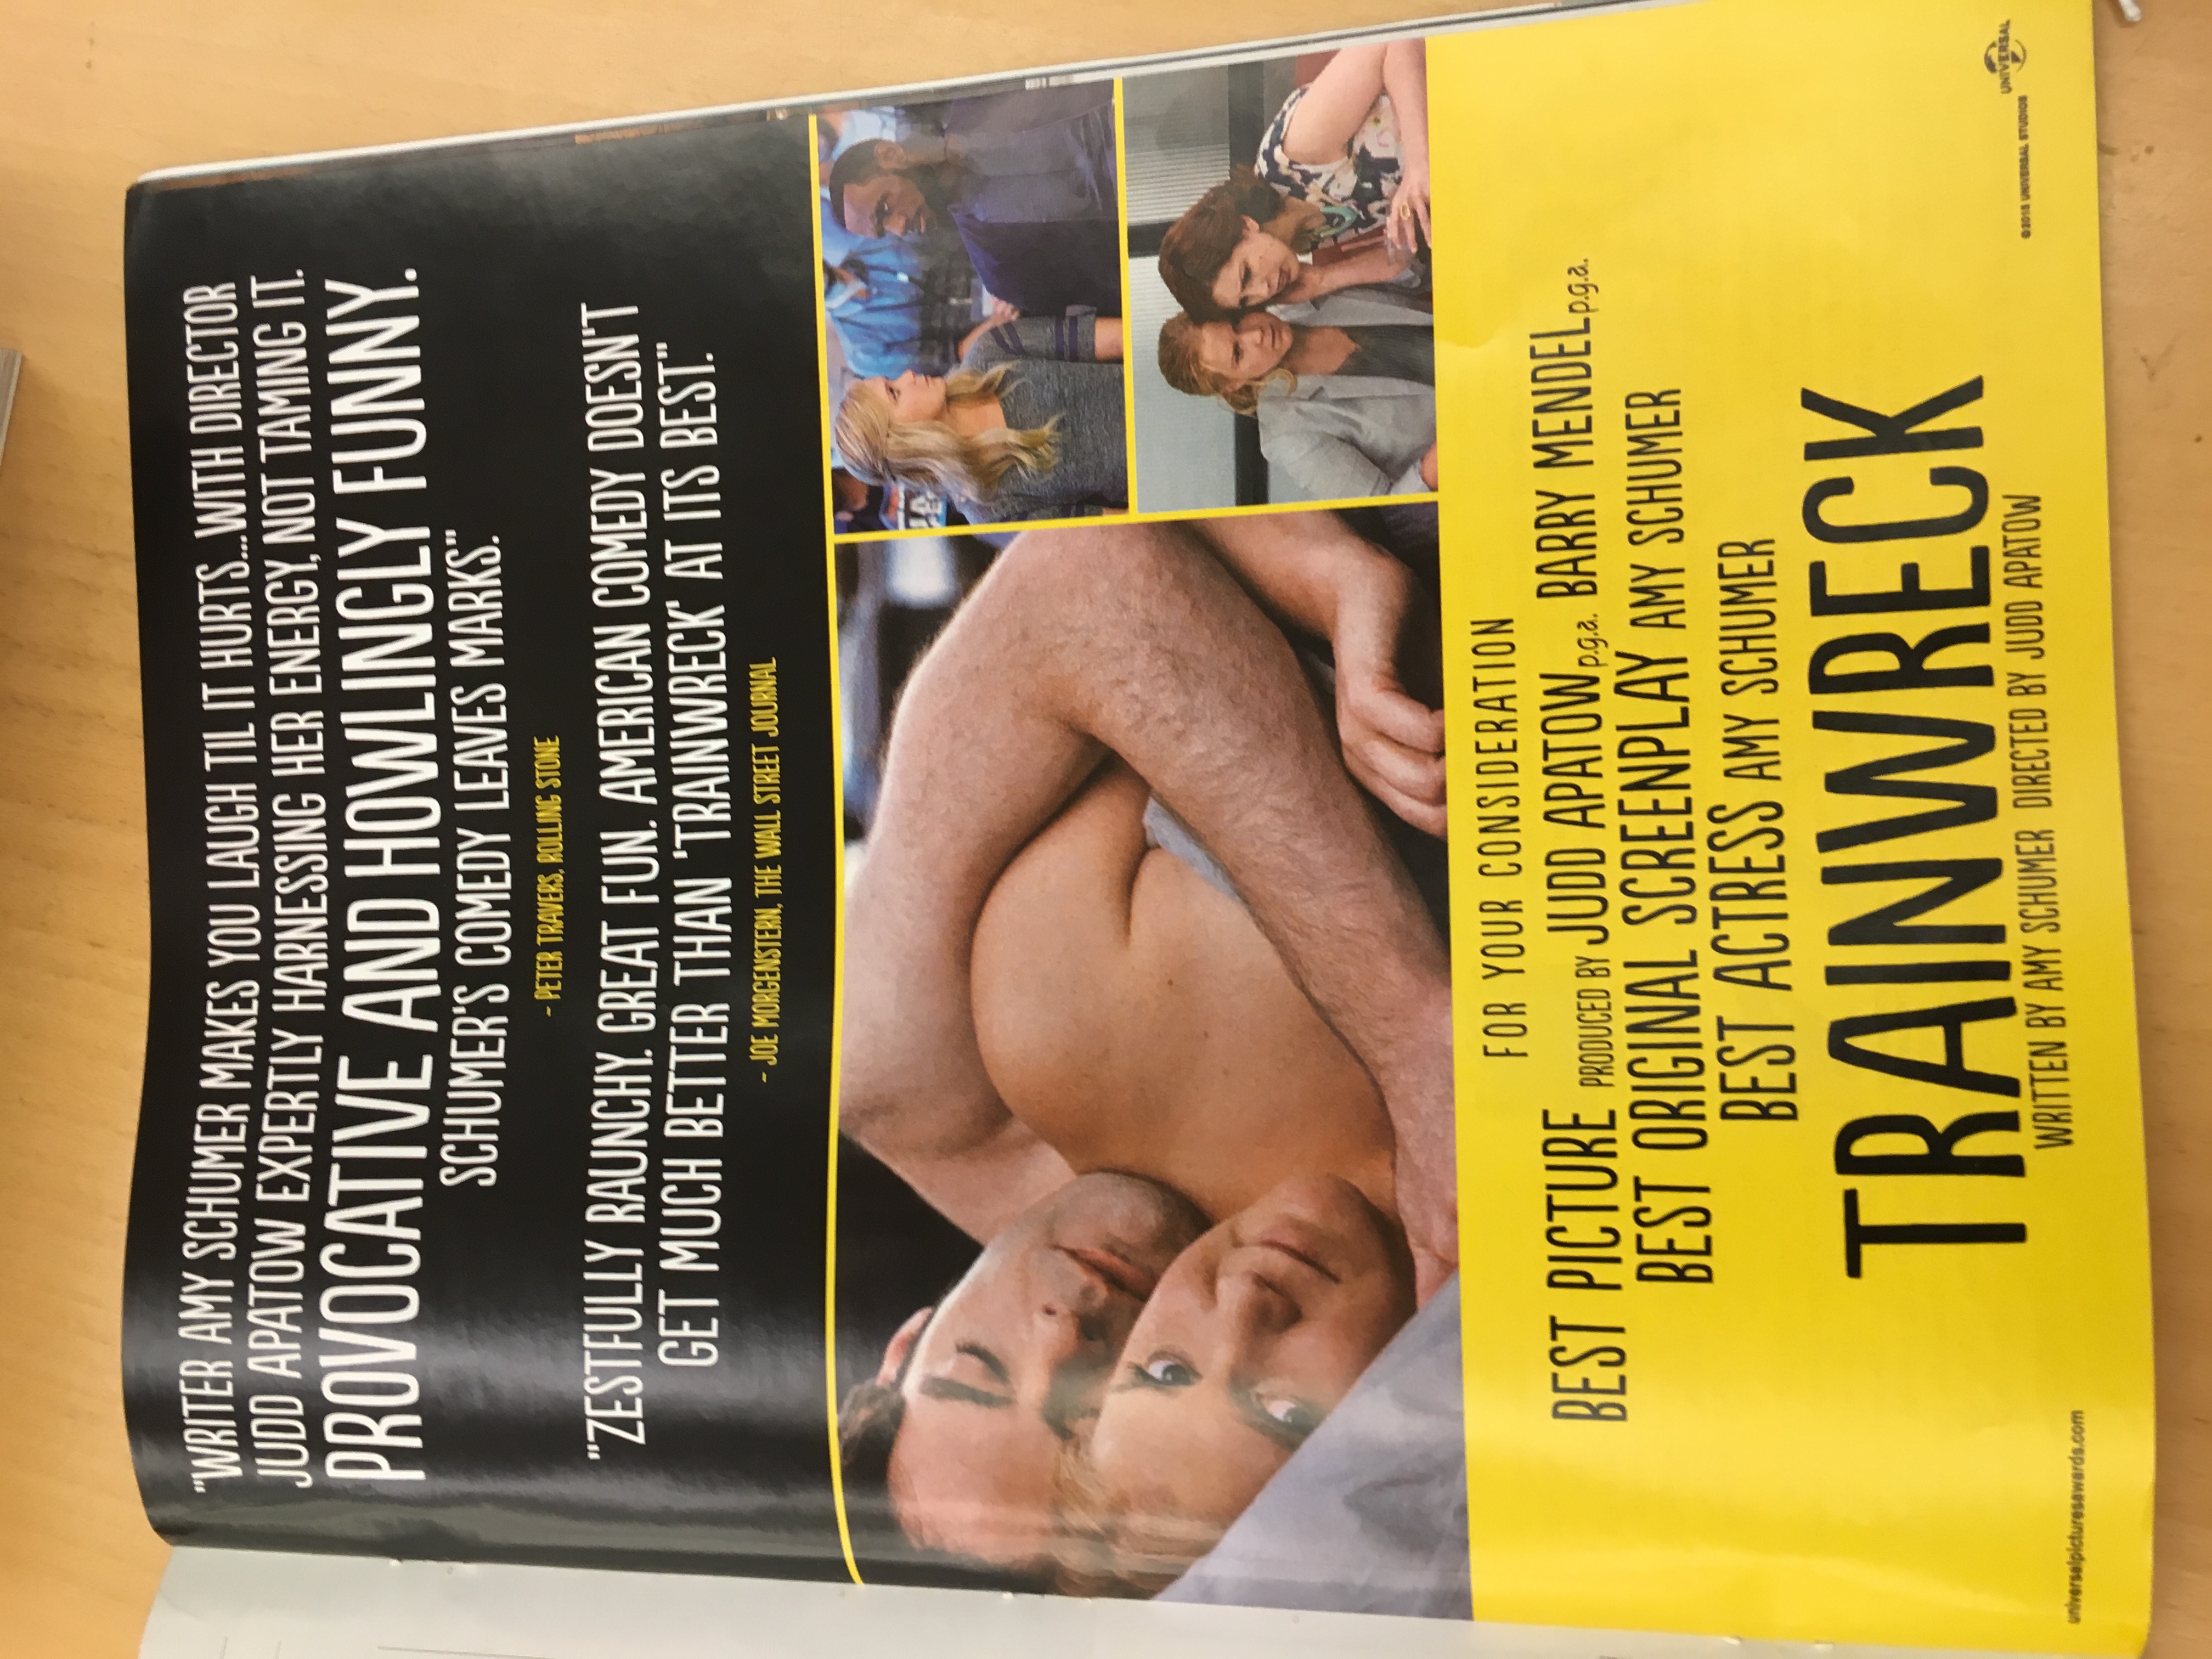 "WRITER AMY SCHUMER MAKES YOU LAUGH TIL IT HURTS...WITH DIRECTOR
JUDD APATOW EXPERTLY HARNESSING HER ENERGY, NOT TAMING IT.
PROVOCATIVE AND HOWLINGLY FUNNY.
SCHUMER'S COMEDY LEAVES MARKS."
- PETER TRAVERS, ROLLING STONE
"ZESTFULLY RAUNCHY. GREAT FUN. AMERICAN COMEDY DOESN'T
GET MUCH BETTER THAN 'TRAINWRECK' AT ITS BEST."
- JOE MORGENSTERN, THE WALL STREET JOURNAL
FOR YOUR CONSIDERATION
BEST PICTURE PRODUCED BY JUDD APATOW p.g.a. BARRY MENDEL p.g.a.
BEST ORIGINAL SCREENPLAY AMY SCHUMER
BEST ACTRESS AMY SCHUMER
TRAINWRECK
WRITTEN BY AMY SCHUMER DIRECTED BY JUDD APATOW
universalpicturesawards.com
©2015 UNIVERSAL STUDIOS
UNIVERSAL